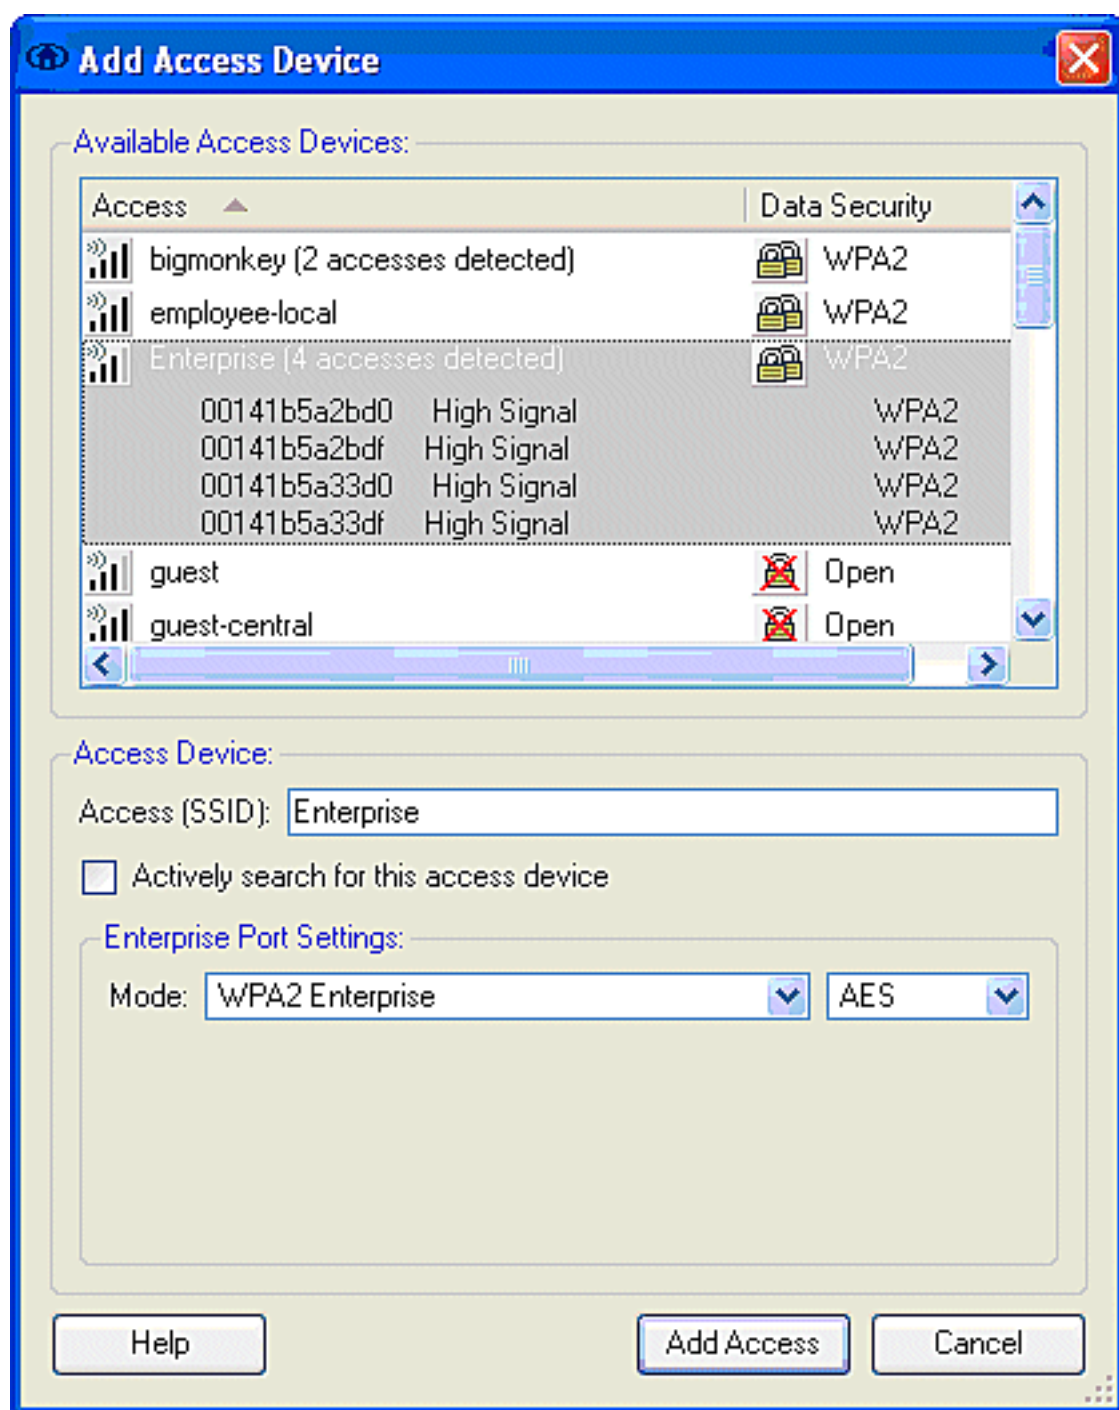 Add Access Device
Available Access Devices:
Access Data Security
bigmonkey (2 accesses detected) WPA2
employee-local WPA2
Enterprise (4 accesses detected) WPA2
00141b5a2bd0 High Signal WPA2
00141b5a2bdf High Signal WPA2
00141b5a33d0 High Signal WPA2
00141b5a33df High Signal WPA2
guest Open
guest-central Open
Access Device:
Access (SSID): Enterprise
Actively search for this access device
Enterprise Port Settings:
Mode: WPA2 Enterprise AES
Help Add Access Cancel